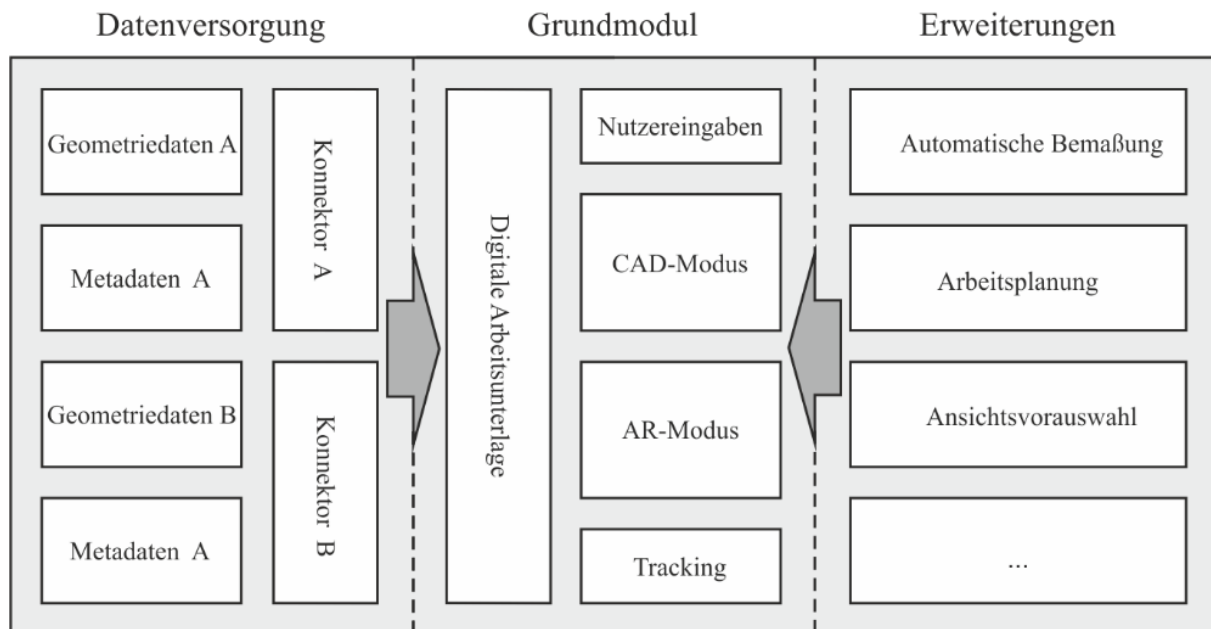 Datenversorgung
Grundmodul
Erweiterungen
Geometriedaten A
Metadaten A
Geometriedaten B
Metadaten A
Konnektor A
Konnektor B
Digitale Arbeitsunterlage
Nutzereingaben
CAD-Modus
AR-Modus
Tracking
Automatische Bemaßung
Arbeitsplanung
Ansichtsvorauswahl
...